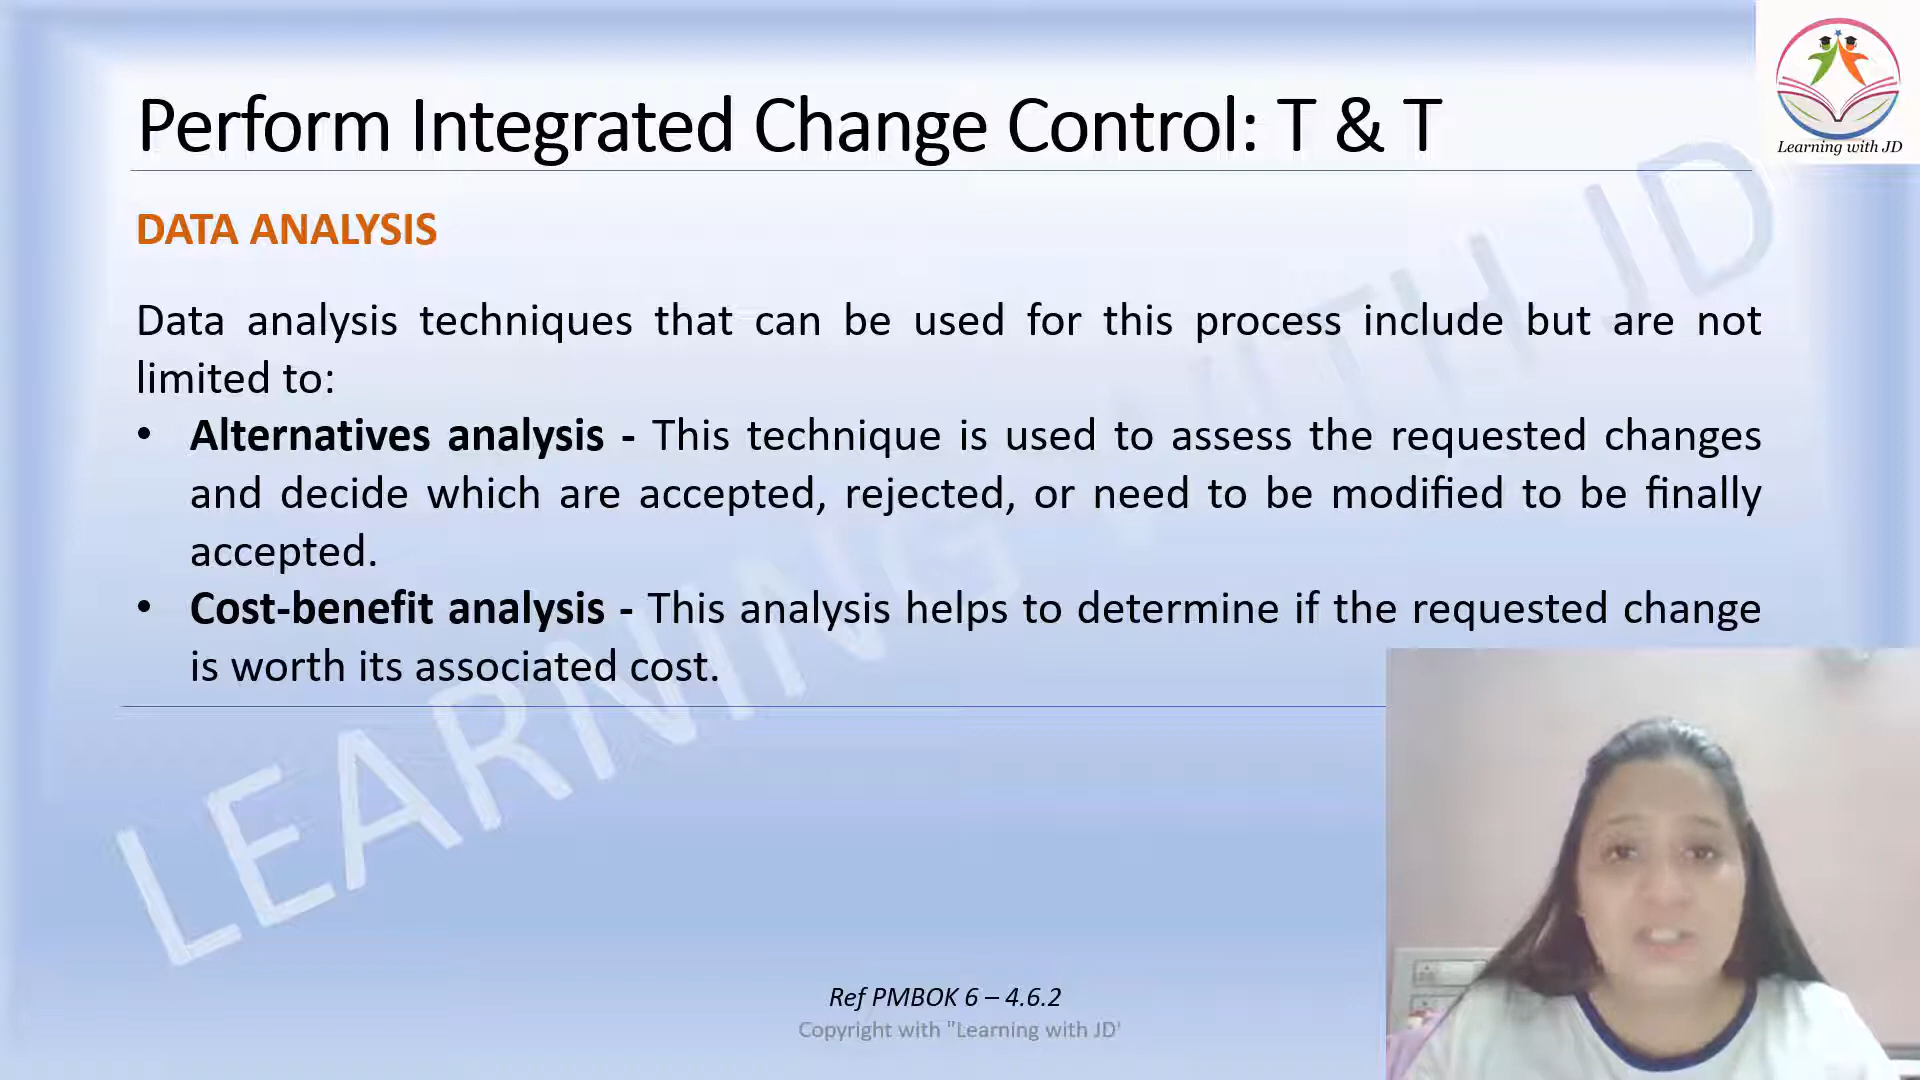 Perform Integrated Change Control: T & T
Learning with JD
DATA ANALYSIS
Data analysis techniques that can be used for this process include but are not
limited to:
• Alternatives analysis - This technique is used to assess the requested changes
and decide which are accepted, rejected, or need to be modified to be finally
accepted.
• Cost-benefit analysis - This analysis helps to determine if the requested change
is worth its associated cost.
LEARNING WITH JD
Ref PMBOK 6 – 4.6.2
Copyright with "Learning with JD'